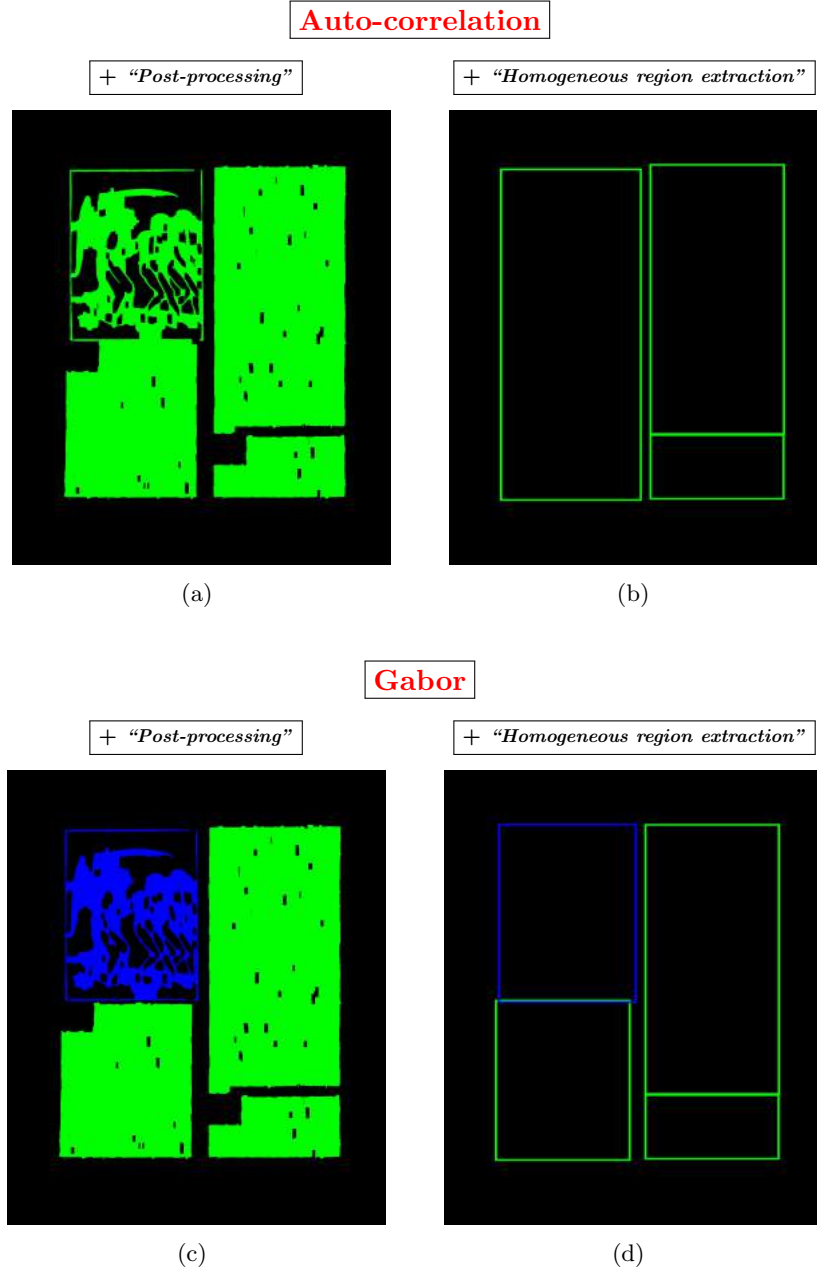 Auto-correlation
+ “Post-processing” + “Homogeneous region extraction”
(a) (b)
Gabor
+ “Post-processing” + “Homogeneous region extraction”
(c) (d)